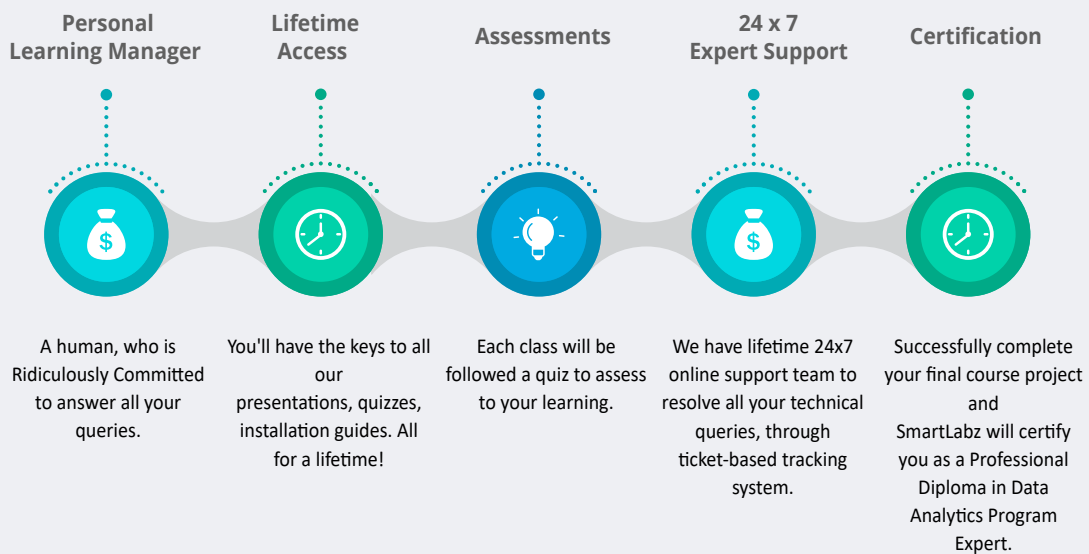 Personal
Learning Manager
Lifetime
Access
Assessments
24 x 7
Expert Support
Certification
$
$
A human, who is
Ridiculously Committed
to answer all your
queries.
You'll have the keys to all
our
presentations, quizzes,
installation guides. All
for a lifetime!
Each class will be
followed a quiz to assess
to your learning.
We have lifetime 24x7
online support team to
resolve all your technical
queries, through
ticket-based tracking
system.
Successfully complete
your final course project
and
SmartLabz will certify
you as a Professional
Diploma in Data
Analytics Program
Expert.